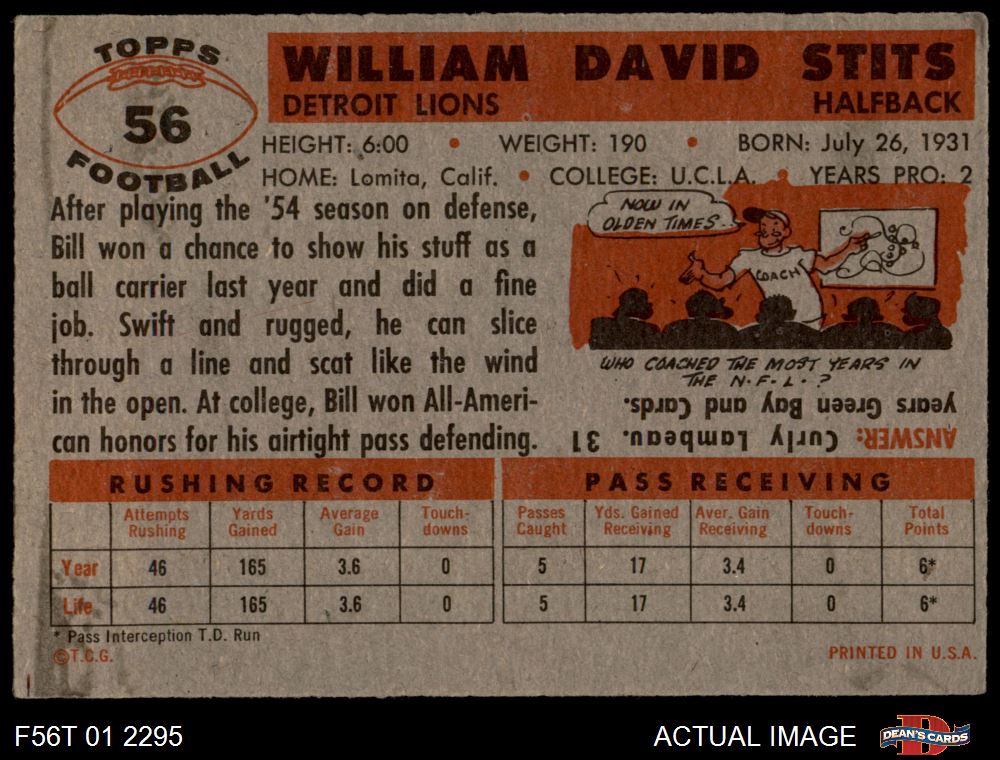 TOPPS
56
FOOTBALL
WILLIAM DAVID STITS
DETROIT LIONS HALFBACK
HEIGHT: 6:00 • WEIGHT: 190 • BORN: July 26, 1931
HOME: Lomita, Calif. • COLLEGE: U.C.L.A. • YEARS PRO: 2
After playing the '54 season on defense,
Bill won a chance to show his stuff as a
ball carrier last year and did a fine
job. Swift and rugged, he can slice
through a line and scat like the wind
in the open. At college, Bill won All-Ameri-
can honors for his airtight pass defending.
NOW IN
OLDEN TIMES-
COACH
WHO COACHED THE MOST YEARS IN
THE N·F·L·?
ANSWER: Curly Lambeau. 31
years Green Bay and Cards.
RUSHING RECORD
Attempts Rushing Yards Gained Average Gain Touch-downs
Year 46 165 3.6 0
Life 46 165 3.6 0
PASS RECEIVING
Passes Caught Yds. Gained Receiving Aver. Gain Receiving Touch-downs Total Points
5 17 3.4 0 6*
5 17 3.4 0 6*
* Pass Interception T.D. Run
©T.C.G. PRINTED IN U.S.A.
F56T 01 2295 ACTUAL IMAGE
D
DEAN'S CARDS